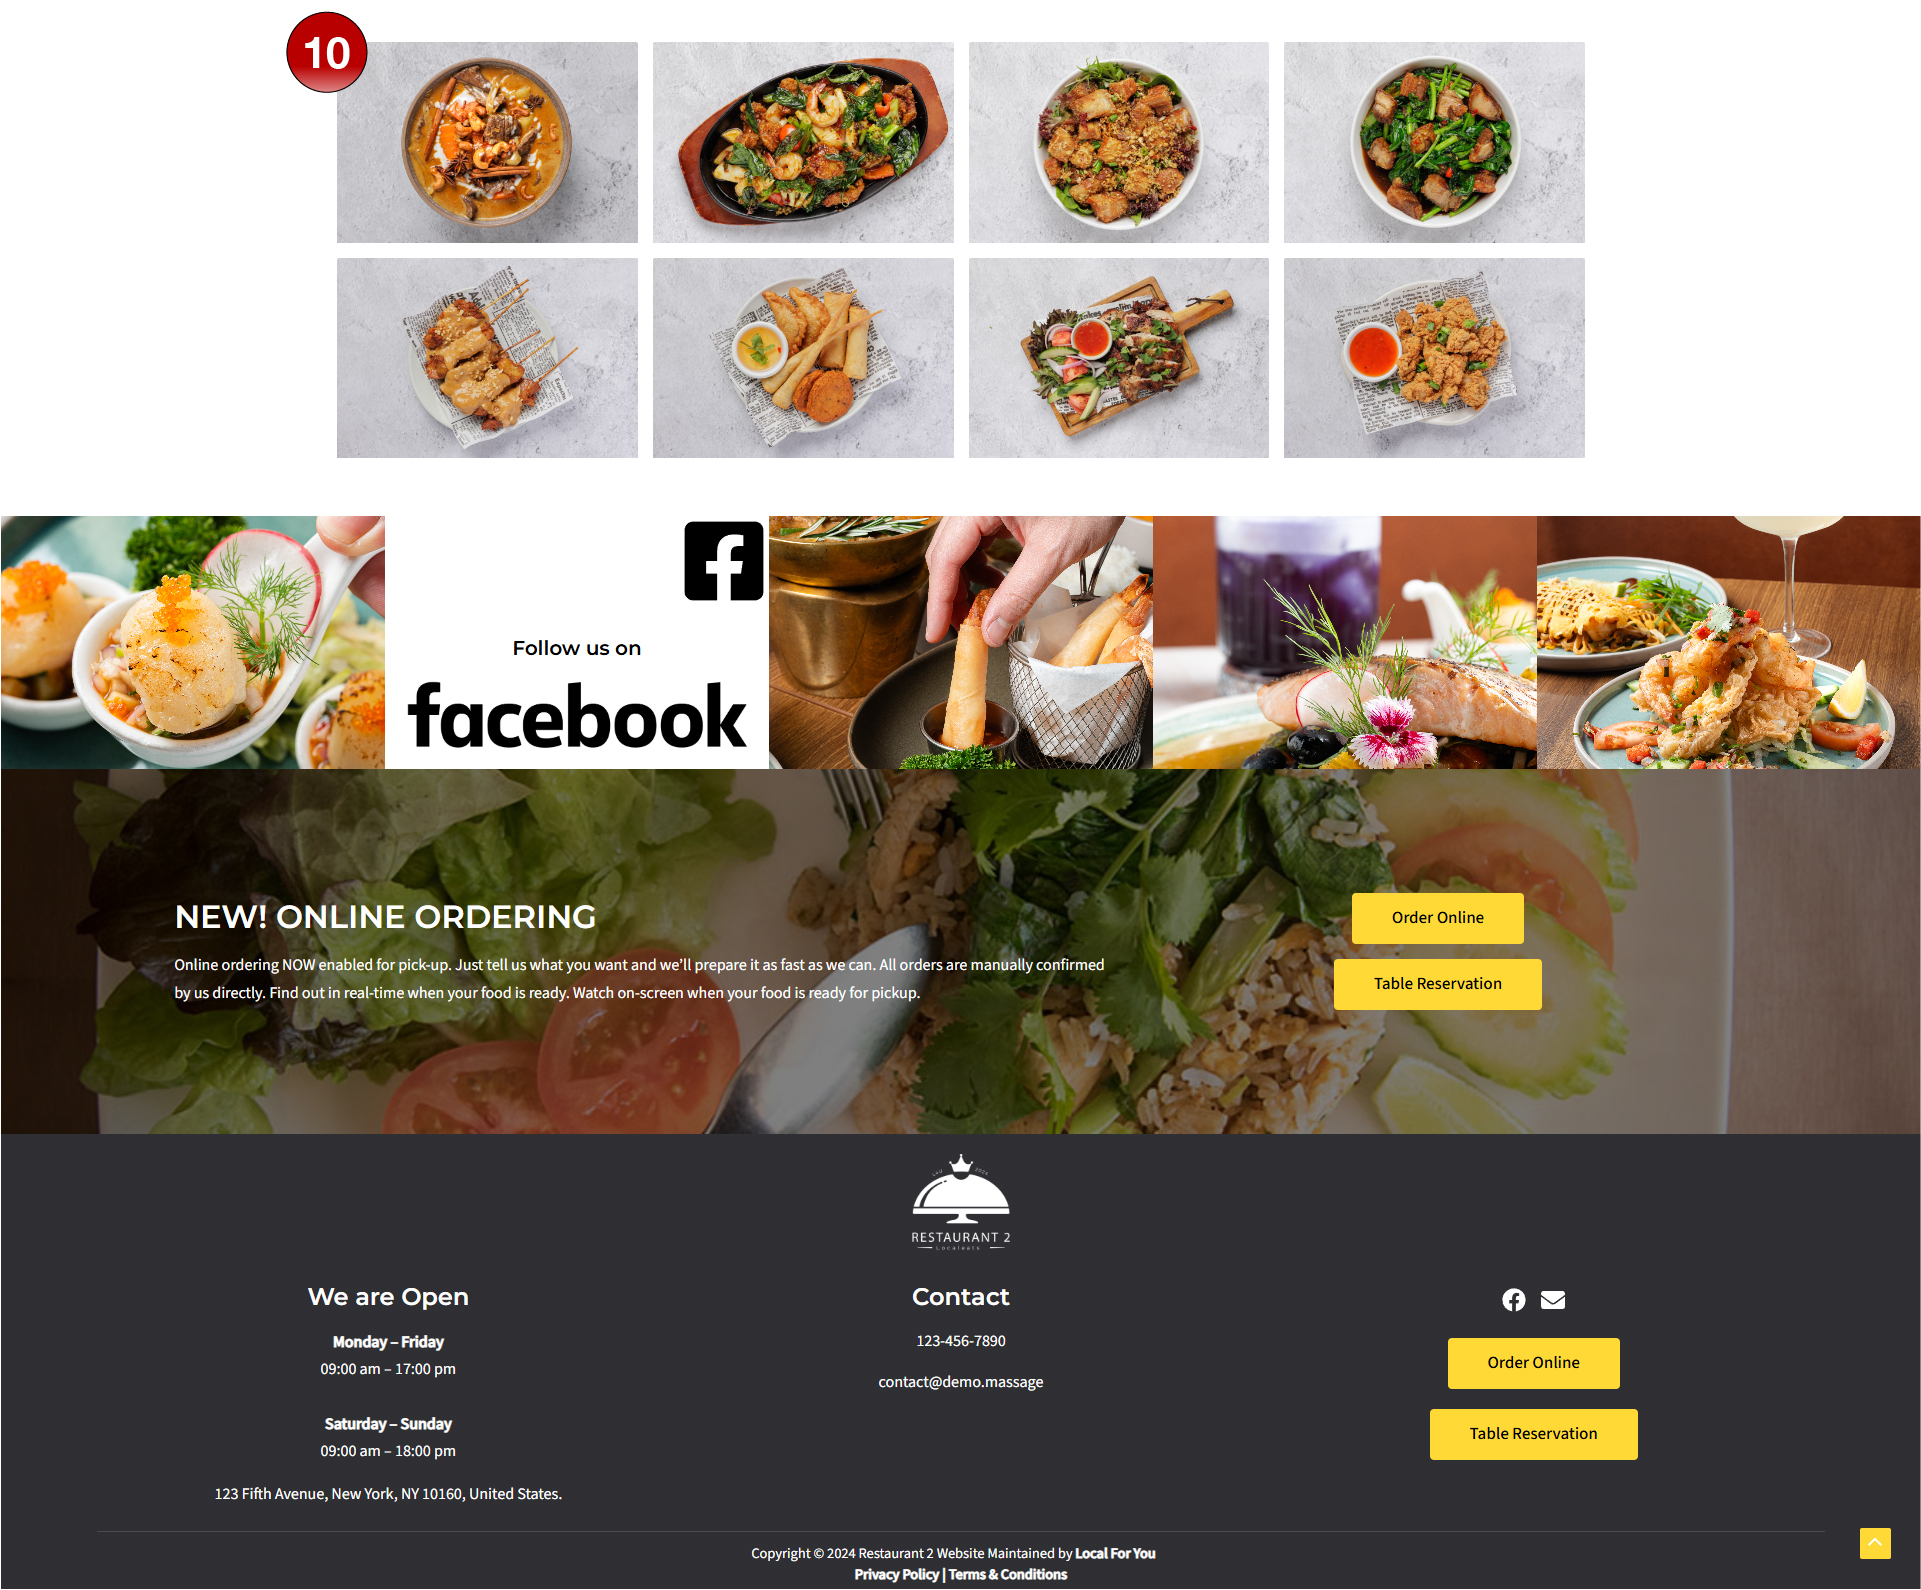 10
Follow us on
facebook
NEW! ONLINE ORDERING
Online ordering NOW enabled for pick-up. Just tell us what you want and we’ll prepare it as fast as we can. All orders are manually confirmed
by us directly. Find out in real-time when your food is ready. Watch on-screen when your food is ready for pickup.
Order Online
Table Reservation
RESTAURANT 2
Localeats
We are Open
Monday – Friday
09:00 am – 17:00 pm
Saturday – Sunday
09:00 am – 18:00 pm
123 Fifth Avenue, New York, NY 10160, United States.
Contact
123-456-7890
contact@demo.massage
Order Online
Table Reservation
Copyright © 2024 Restaurant 2 Website Maintained by Local For You
Privacy Policy | Terms & Conditions